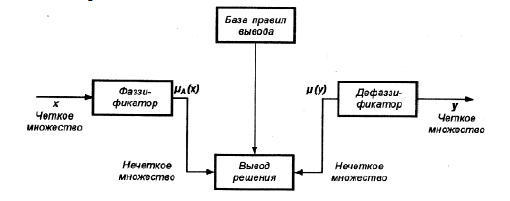 База правил
вывода
μA(x)
μ(y)
Фаззи-
фикатор
Дефаззи-
фикатор
x
Четкое
множество
y
Четкое
множество
Нечеткое
множество
Вывод
решения
Нечеткое
множество